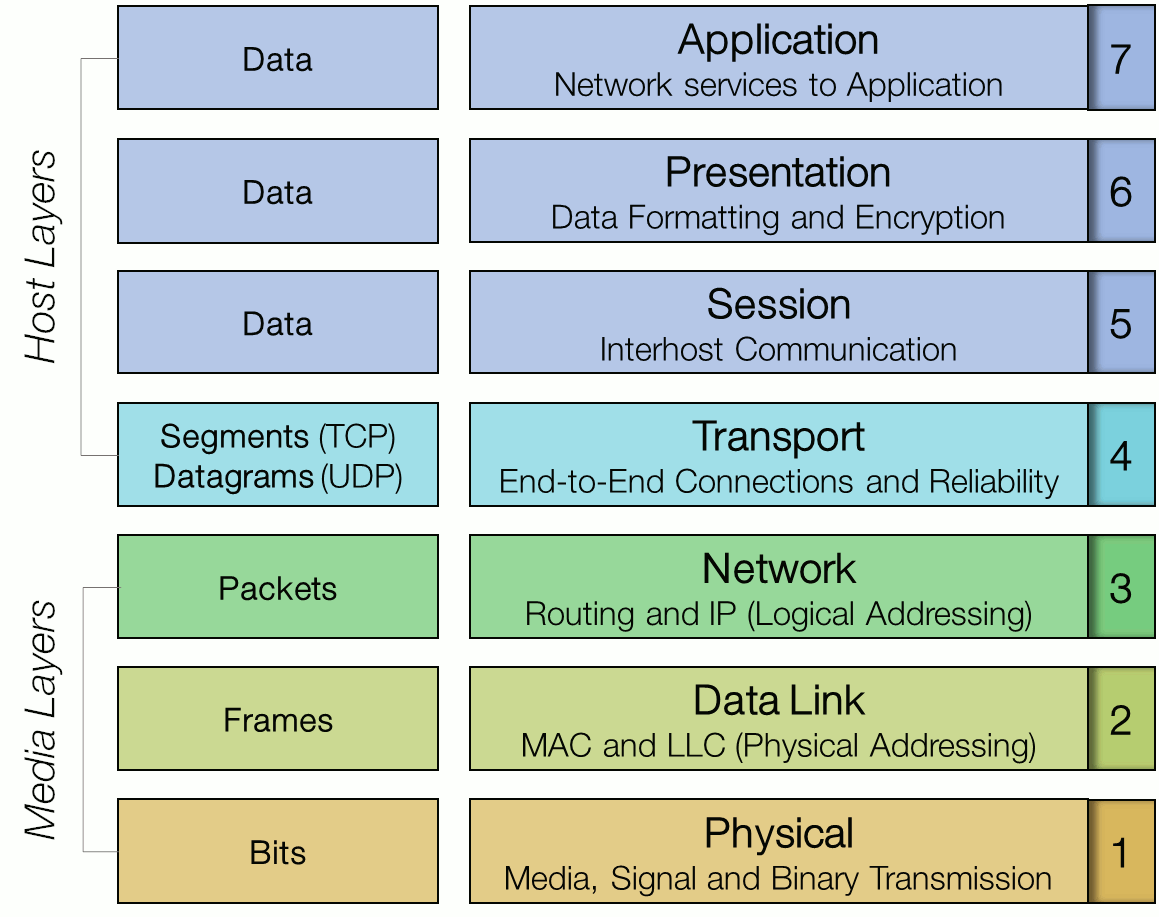 Host Layers
Data
Application
Network services to Application
7
Data
Presentation
Data Formatting and Encryption
6
Data
Session
Interhost Communication
5
Segments (TCP)
Datagrams (UDP)
Transport
End-to-End Connections and Reliability
4
Media Layers
Packets
Network
Routing and IP (Logical Addressing)
3
Frames
Data Link
MAC and LLC (Physical Addressing)
2
Bits
Physical
Media, Signal and Binary Transmission
1